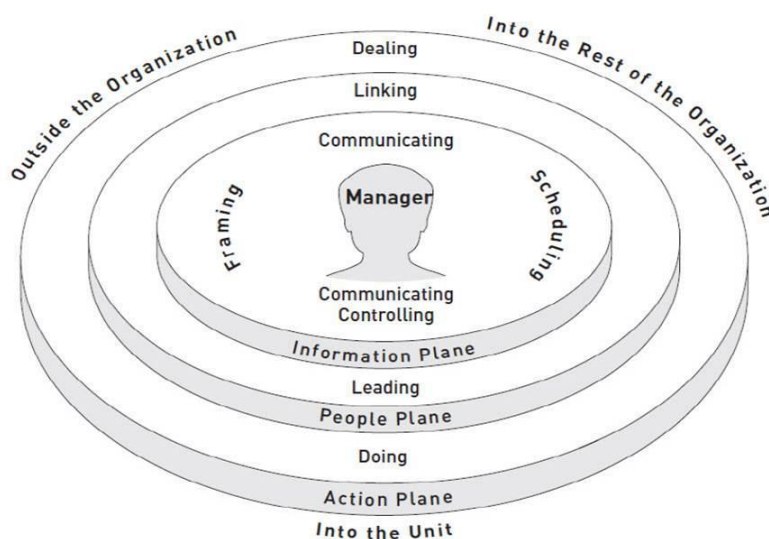 Outside the Organization
Into the Rest of the Organization
Dealing
Linking
Communicating
Manager
Framing
Scheduling
Communicating
Controlling
Information Plane
Leading
People Plane
Doing
Action Plane
Into the Unit